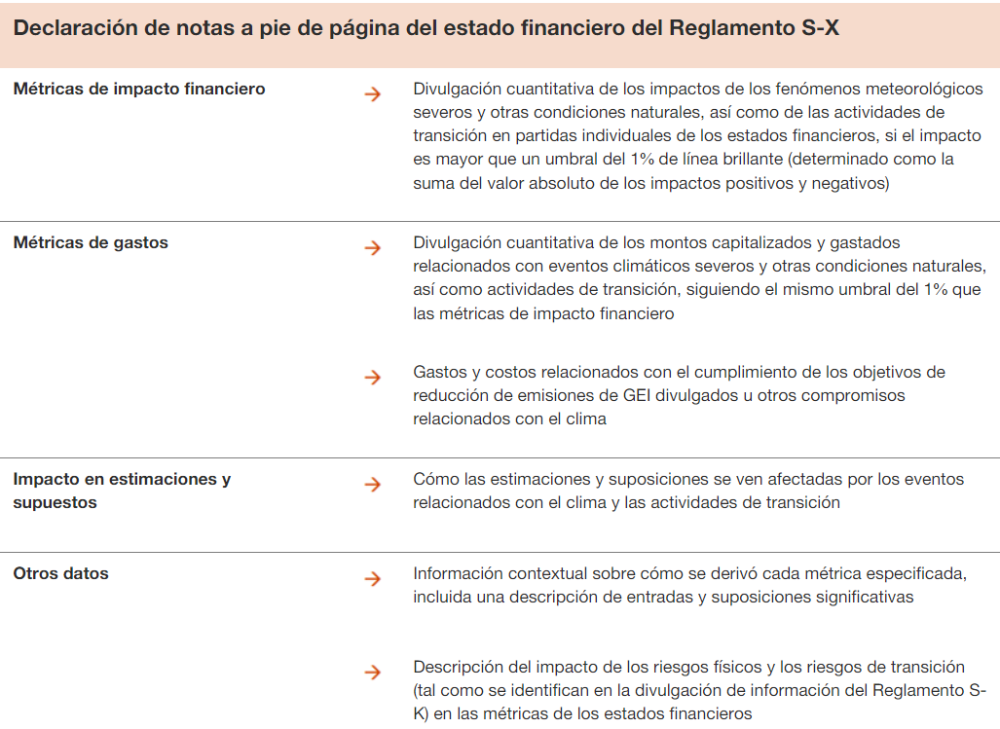 Declaración de notas a pie de página del estado financiero del Reglamento S-X
Métricas de impacto financiero
→ Divulgación cuantitativa de los impactos de los fenómenos meteorológicos
severos y otras condiciones naturales, así como de las actividades de
transición en partidas individuales de los estados financieros, si el impacto
es mayor que un umbral del 1% de línea brillante (determinado como la
suma del valor absoluto de los impactos positivos y negativos)
Métricas de gastos
→ Divulgación cuantitativa de los montos capitalizados y gastados
relacionados con eventos climáticos severos y otras condiciones naturales,
así como actividades de transición, siguiendo el mismo umbral del 1% que
las métricas de impacto financiero
→ Gastos y costos relacionados con el cumplimiento de los objetivos de
reducción de emisiones de GEI divulgados u otros compromisos
relacionados con el clima
Impacto en estimaciones y
supuestos
→ Cómo las estimaciones y suposiciones se ven afectadas por los eventos
relacionados con el clima y las actividades de transición
Otros datos
→ Información contextual sobre cómo se derivó cada métrica especificada,
incluida una descripción de entradas y suposiciones significativas
→ Descripción del impacto de los riesgos físicos y los riesgos de transición
(tal como se identifican en la divulgación de información del Reglamento S-
K) en las métricas de los estados financieros